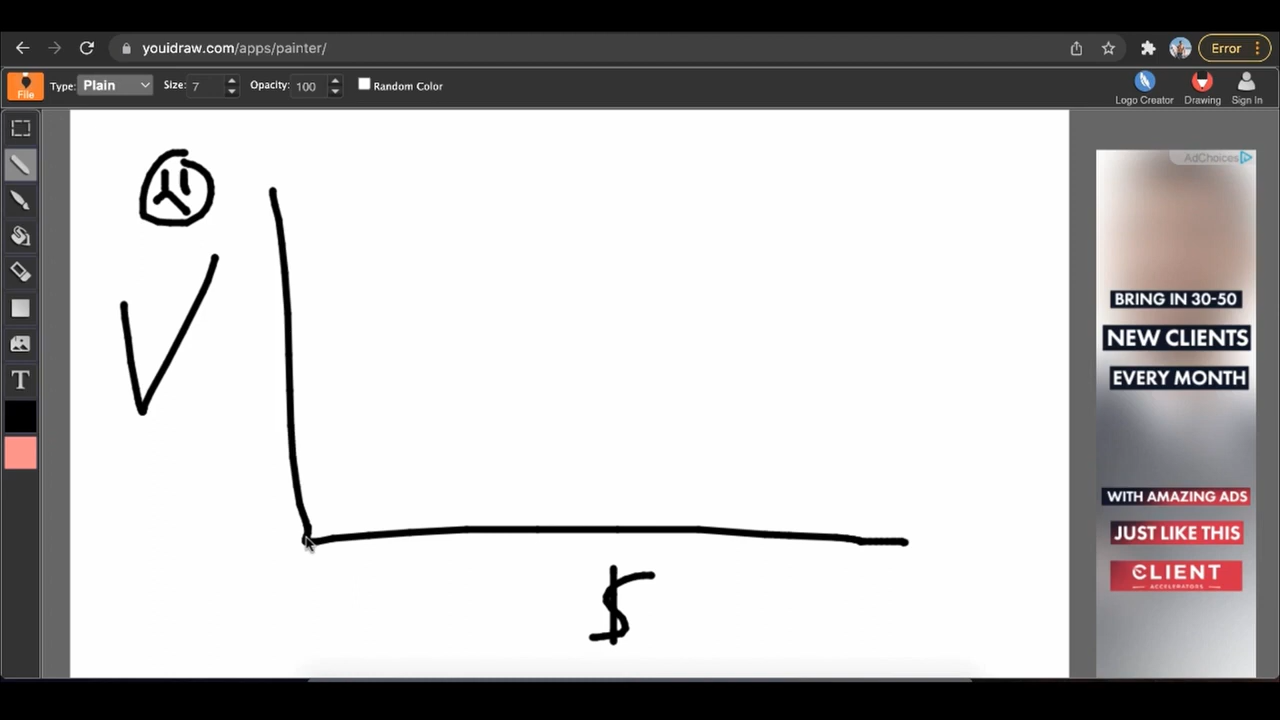 youidraw.com/apps/painter/
Error
File
Type: Plain Size: 7 Opacity: 100 Random Color
Logo Creator Drawing Sign In
AdChoices
V
$
T
BRING IN 30-50
NEW CLIENTS
EVERY MONTH
WITH AMAZING ADS
JUST LIKE THIS
CLIENT
ACCELERATORS